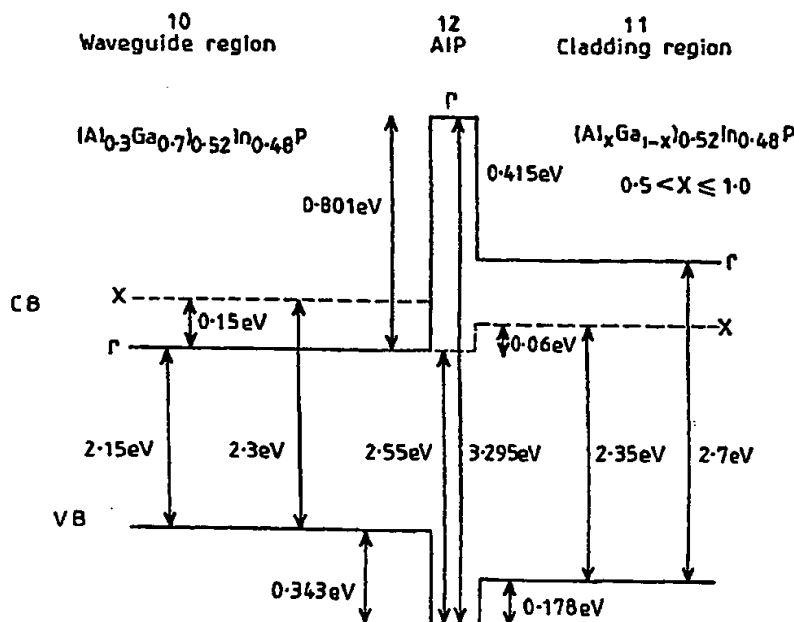 10
Waveguide region
12
AlP
11
Cladding region
Γ
(Al0·3Ga0·7)0·52In0·48P
(AlxGa1-x)0·52In0·48P
0·5 < X ⩽ 1·0
0·415eV
0·801eV
Γ
X
CB
0·15eV
X
0·06eV
Γ
2·15eV
2·3eV
2·55eV
3·295eV
2·35eV
2·7eV
VB
0·343eV
0·178eV